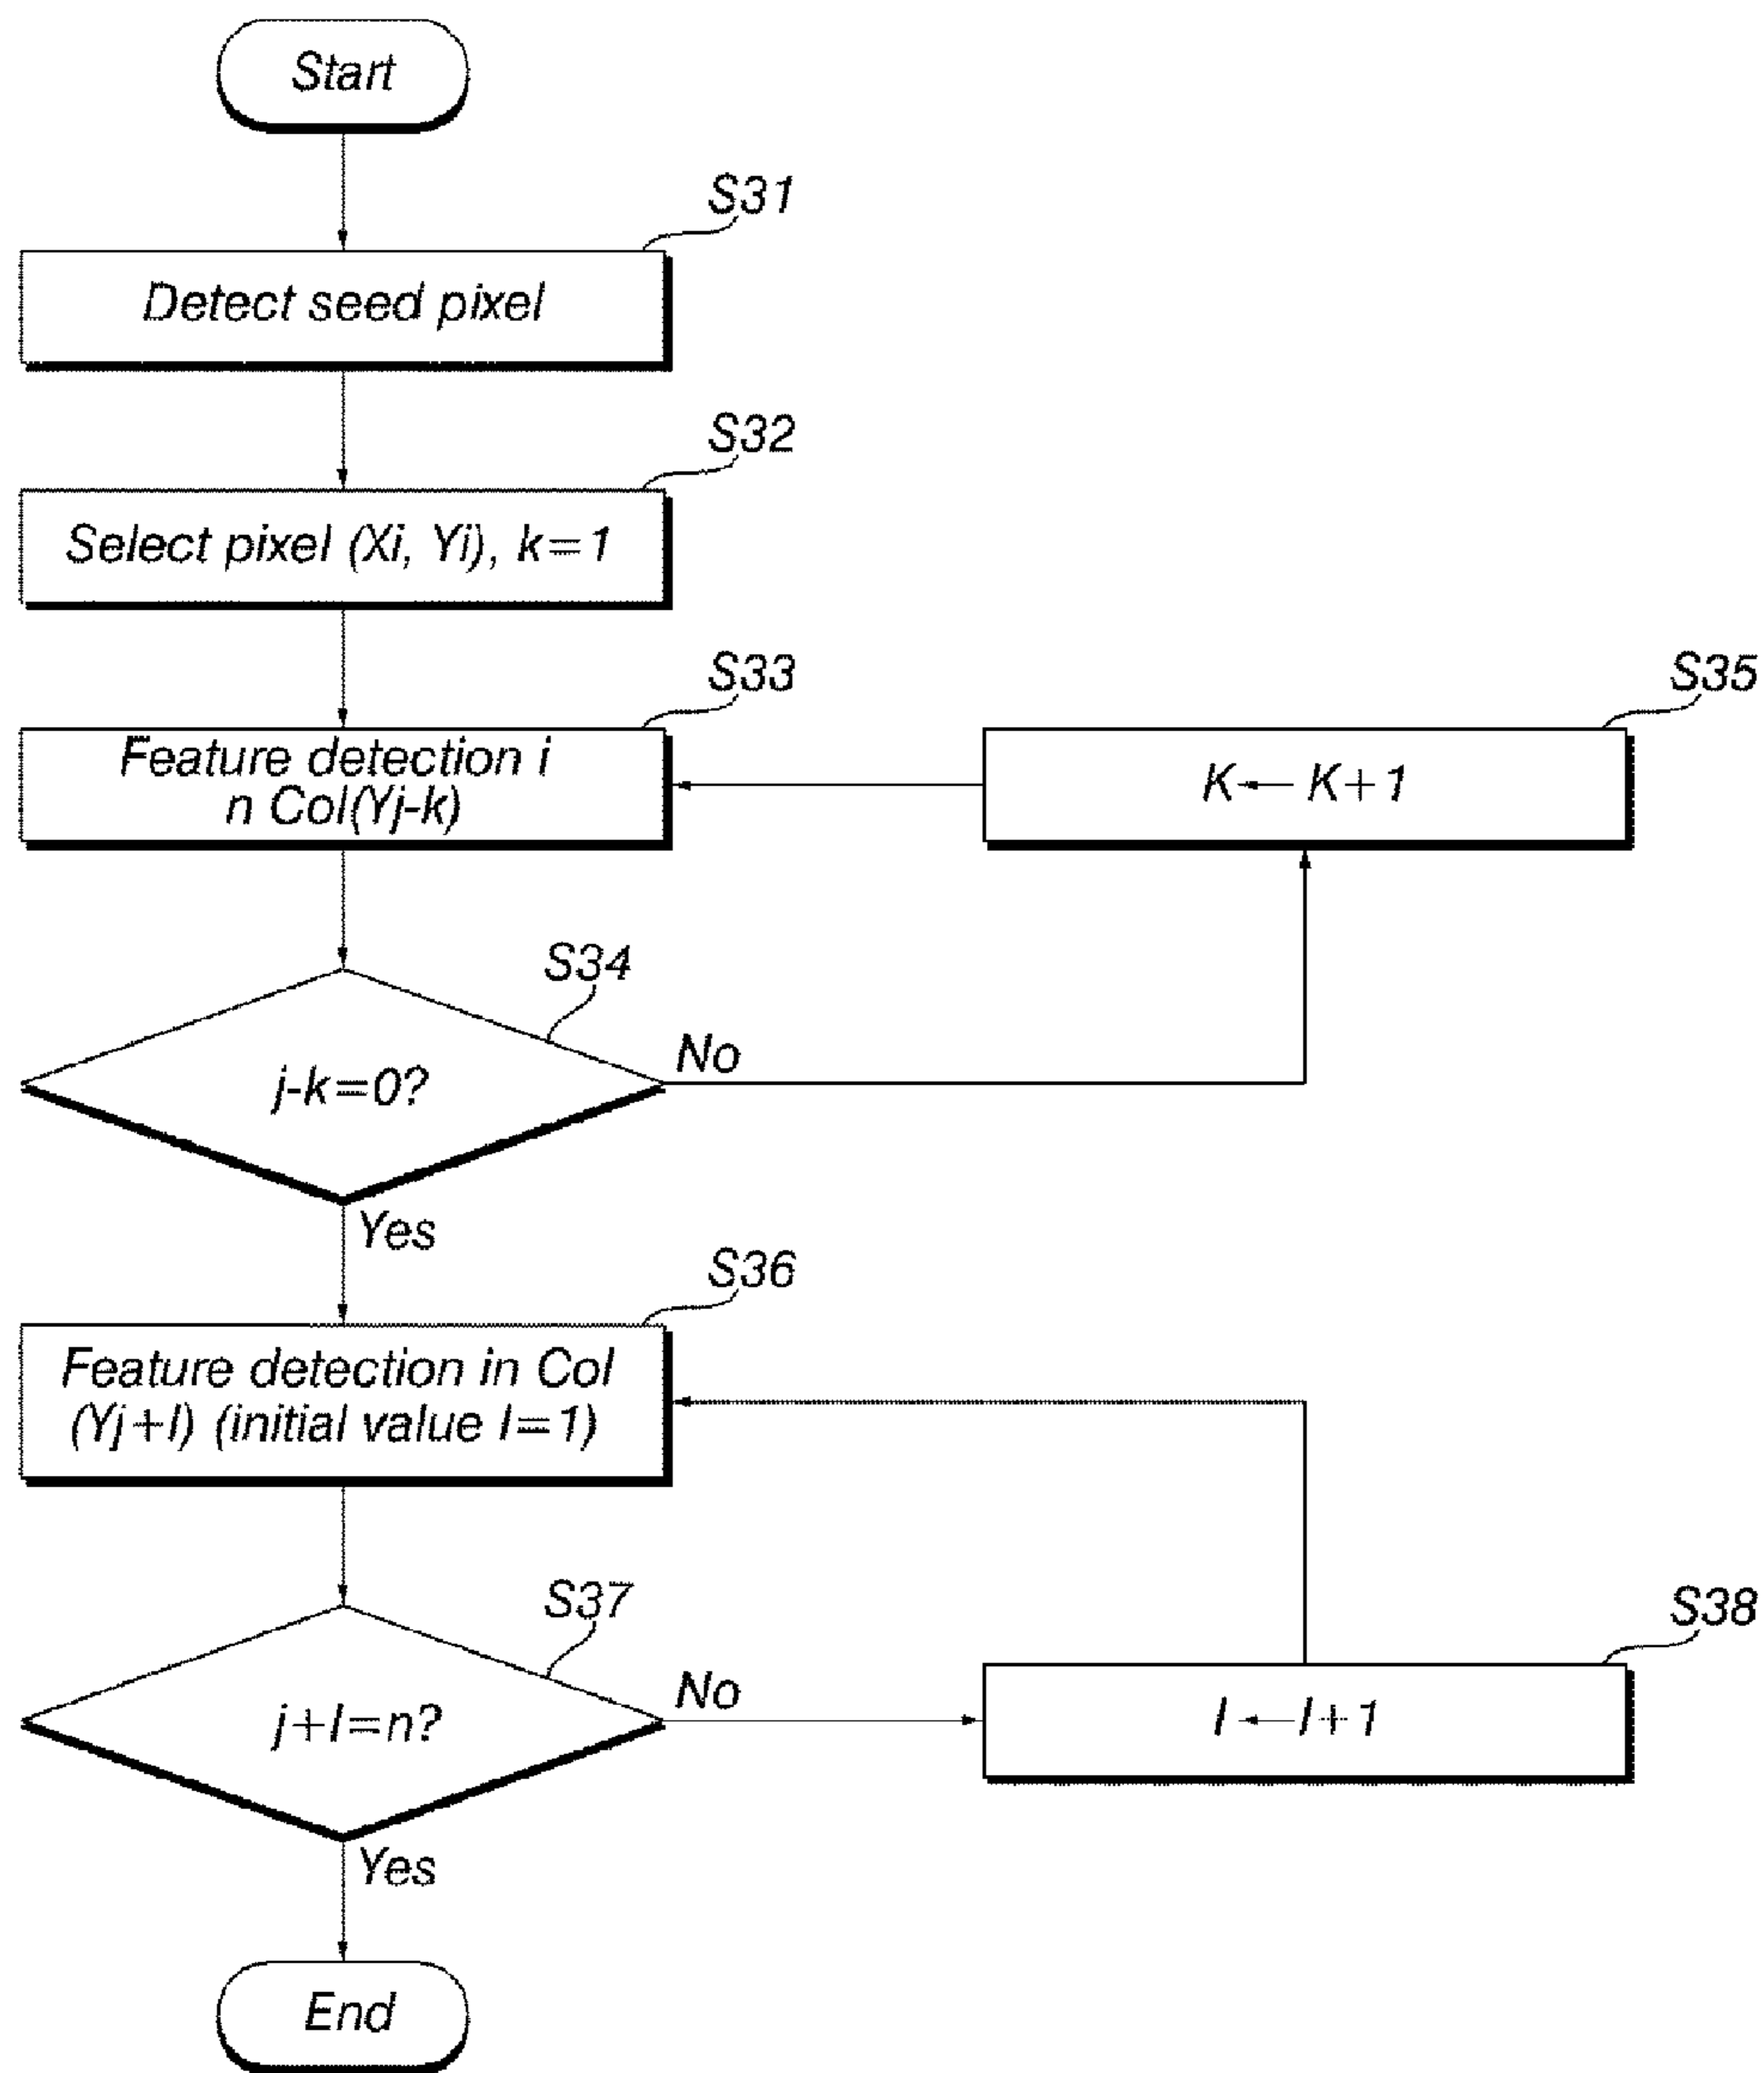 Start
S31
Detect seed pixel
S32
Select pixel (Xi, Yi), k=1
S33
Feature detection i
n Col(Yj-k)
S35
K← K+1
S34
j-k=0?
No
Yes
S36
Feature detection in Col
(Yj+l) (initial value l=1)
S37
j+l=n?
No
S38
l←l+1
Yes
End